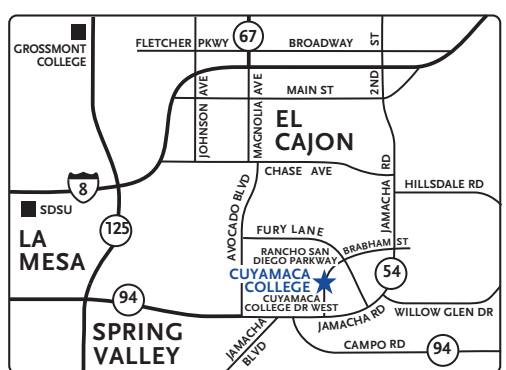 GROSSMONT
COLLEGE
FLETCHER PKWY
67
BROADWAY
2ND ST
MAIN ST
JOHNSON AVE
MAGNOLIA AVE
EL
CAJON
CHASE AVE
8
SDSU
HILLSDALE RD
JAMACHA RD
125
LA
MESA
AVOCADO BLVD
FURY LANE
BRABHAM ST
RANCHO SAN
DIEGO PARKWAY
CUYAMACA
COLLEGE
54
94
CUYAMACA
COLLEGE DR WEST
SPRING
VALLEY
JAMACHA
BLVD
JAMACHA RD
WILLOW GLEN DR
CAMPO RD
94